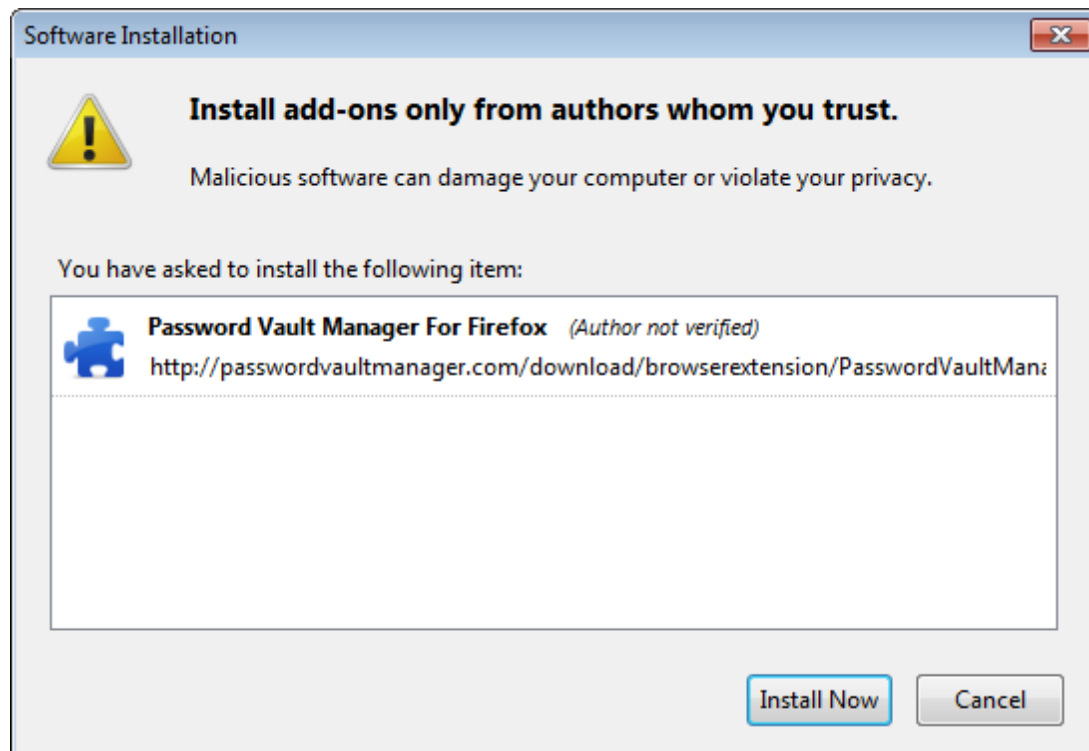 Software Installation
Install add-ons only from authors whom you trust.
Malicious software can damage your computer or violate your privacy.
You have asked to install the following item:
Password Vault Manager For Firefox (Author not verified)
http://passwordvaultmanager.com/download/browserextension/PasswordVaultMana
Install Now Cancel